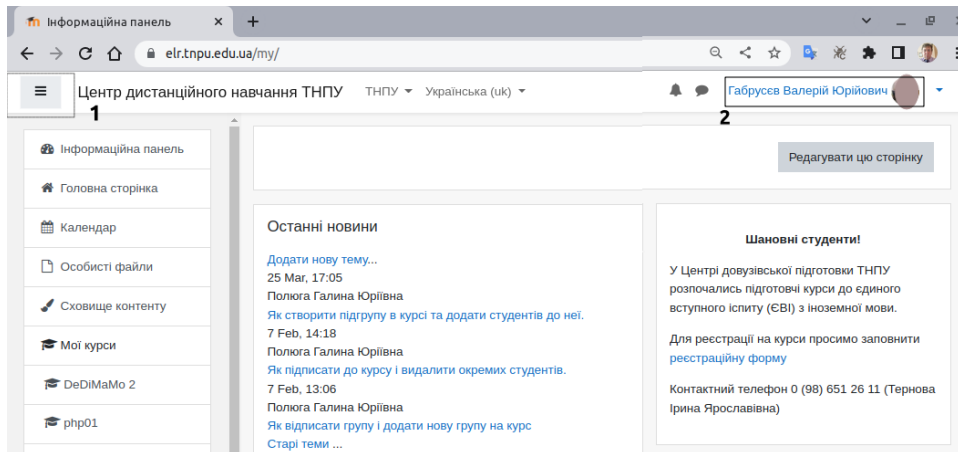 Інформаційна панель
elr.tnpu.edu.ua/my/
Центр дистанційного навчання ТНПУ
ТНПУ
Українська (uk)
Габрусєв Валерій Юрійович
1
2
Інформаційна панель
Головна сторінка
Календар
Особисті файли
Сховище контенту
Мої курси
DeDiMaMo 2
php01
Редагувати цю сторінку
Останні новини
Додати нову тему...
25 Mar, 17:05
Полюга Галина Юріївна
Як створити підгрупу в курсі та додати студентів до неї.
7 Feb, 14:18
Полюга Галина Юріївна
Як підписати до курсу і видалити окремих студентів.
7 Feb, 13:06
Полюга Галина Юріївна
Як відписати групу і додати нову групу на курс
Старі теми ...
Шановні студенти!
У Центрі довузівської підготовки ТНПУ
розпочались підготовчі курси до єдиного
вступного іспиту (ЄВІ) з іноземної мови.
Для реєстрації на курси просимо заповнити
реєстраційну форму
Контактний телефон 0 (98) 651 26 11 (Тернова
Ірина Ярославівна)